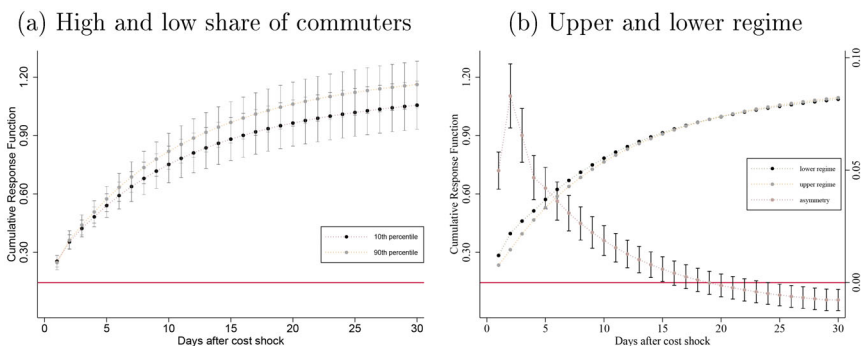 (a) High and low share of commuters
Cumulative Response Function
1.20
0.90
0.60
0.30
10th percentile
90th percentile
0 5 10 15 20 25 30
Days after cost shock
(b) Upper and lower regime
Cumulative Response Function
1.20
0.90
0.60
0.30
0.10
0.05
0.00
lower regime
upper regime
asymmetry
0 5 10 15 20 25 30
Days after cost shock